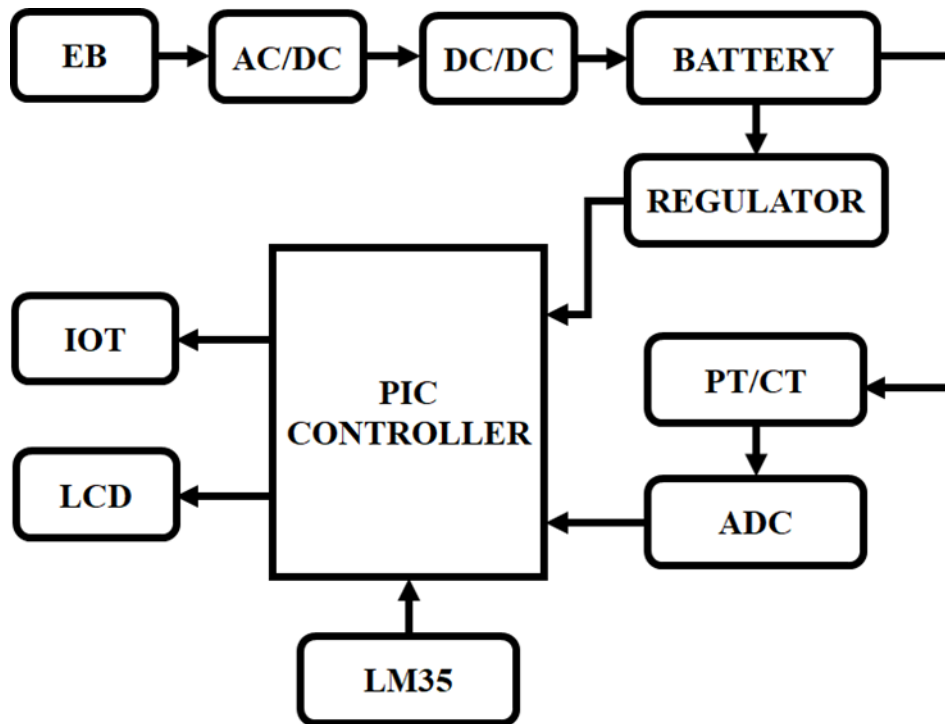 EB
AC/DC
DC/DC
BATTERY
REGULATOR
IOT
PIC
CONTROLLER
PT/CT
LCD
ADC
LM35